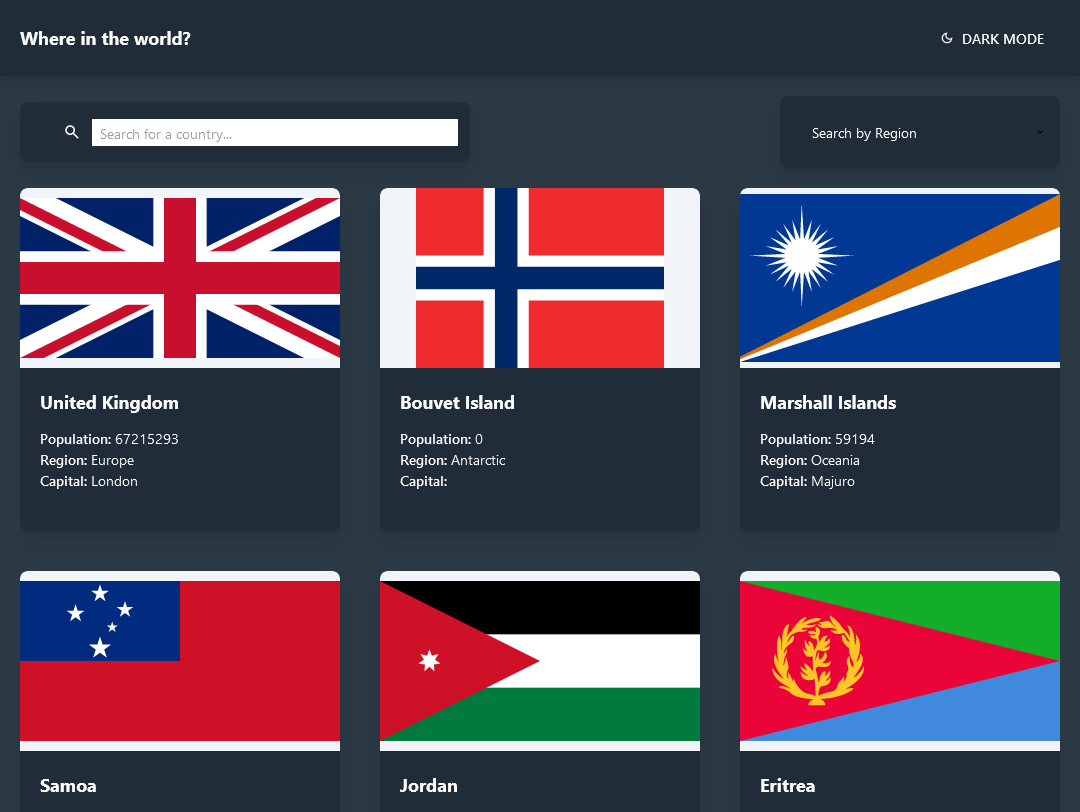 Where in the world?
DARK MODE
Search for a country...
Search by Region
United Kingdom
Population: 67215293
Region: Europe
Capital: London
Bouvet Island
Population: 0
Region: Antarctic
Capital:
Marshall Islands
Population: 59194
Region: Oceania
Capital: Majuro
Samoa
Jordan
Eritrea